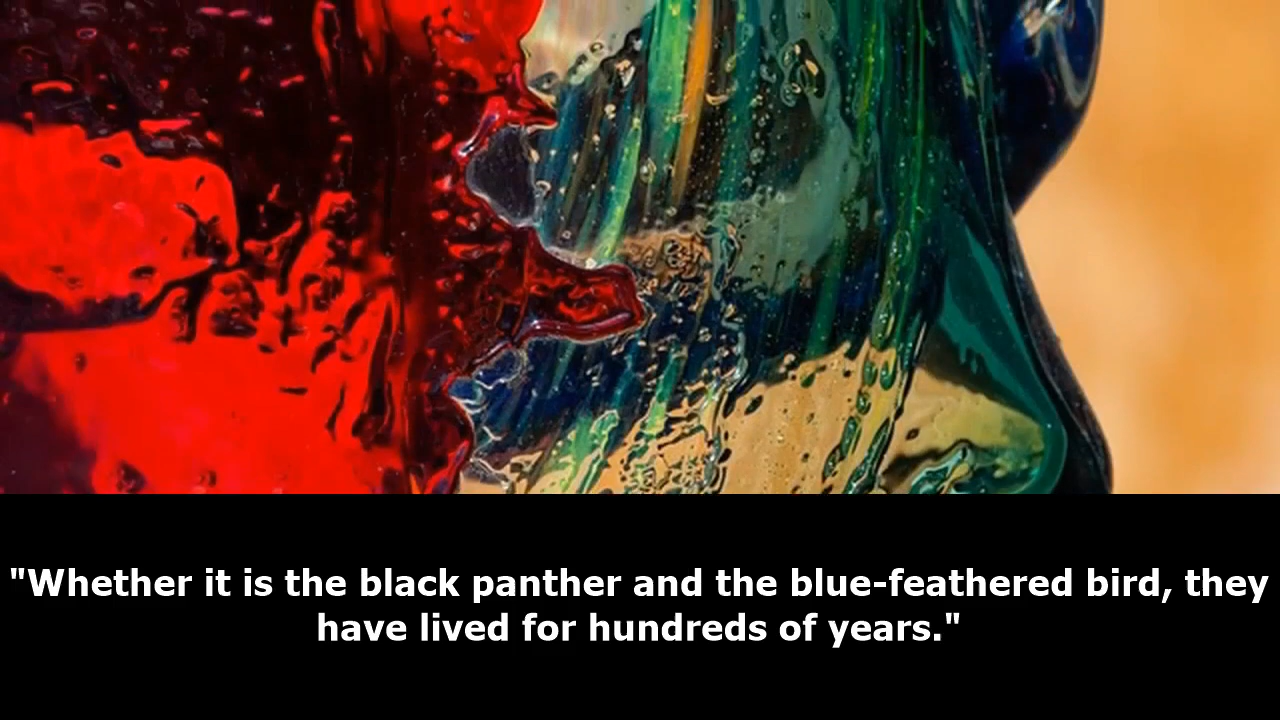 "Whether it is the black panther and the blue-feathered bird, they
have lived for hundreds of years."